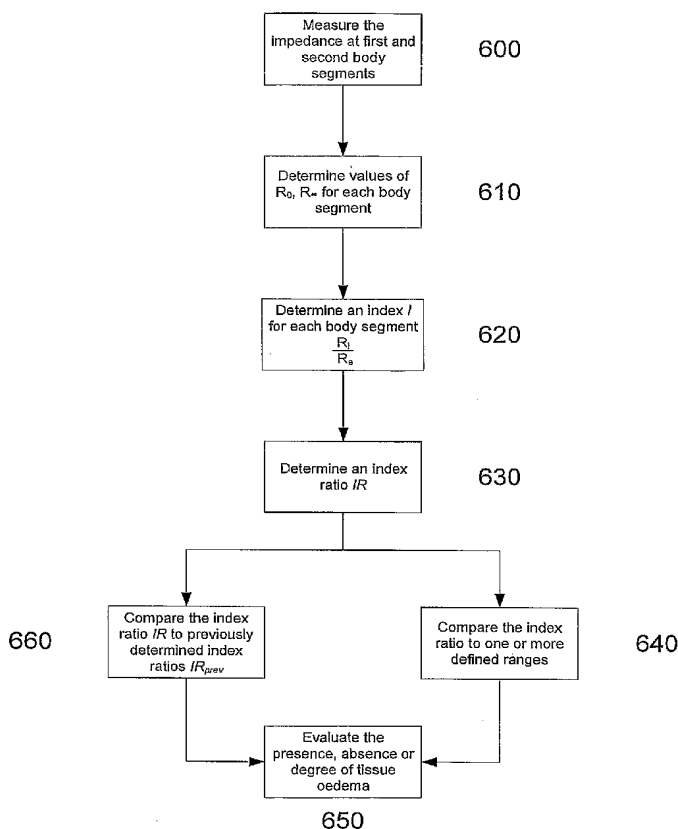 Measure the
impedance at first and
second body
segments
600
Determine values of
R₀, R∞ for each body
segment
610
Determine an index I
for each body segment
Rᵢ
Rₑ
620
Determine an index
ratio IR
630
660
Compare the index
ratio IR to previously
determined index
ratios IRprev
Compare the index
ratio to one or more
defined ranges
640
Evaluate the
presence, absence or
degree of tissue
oedema
650